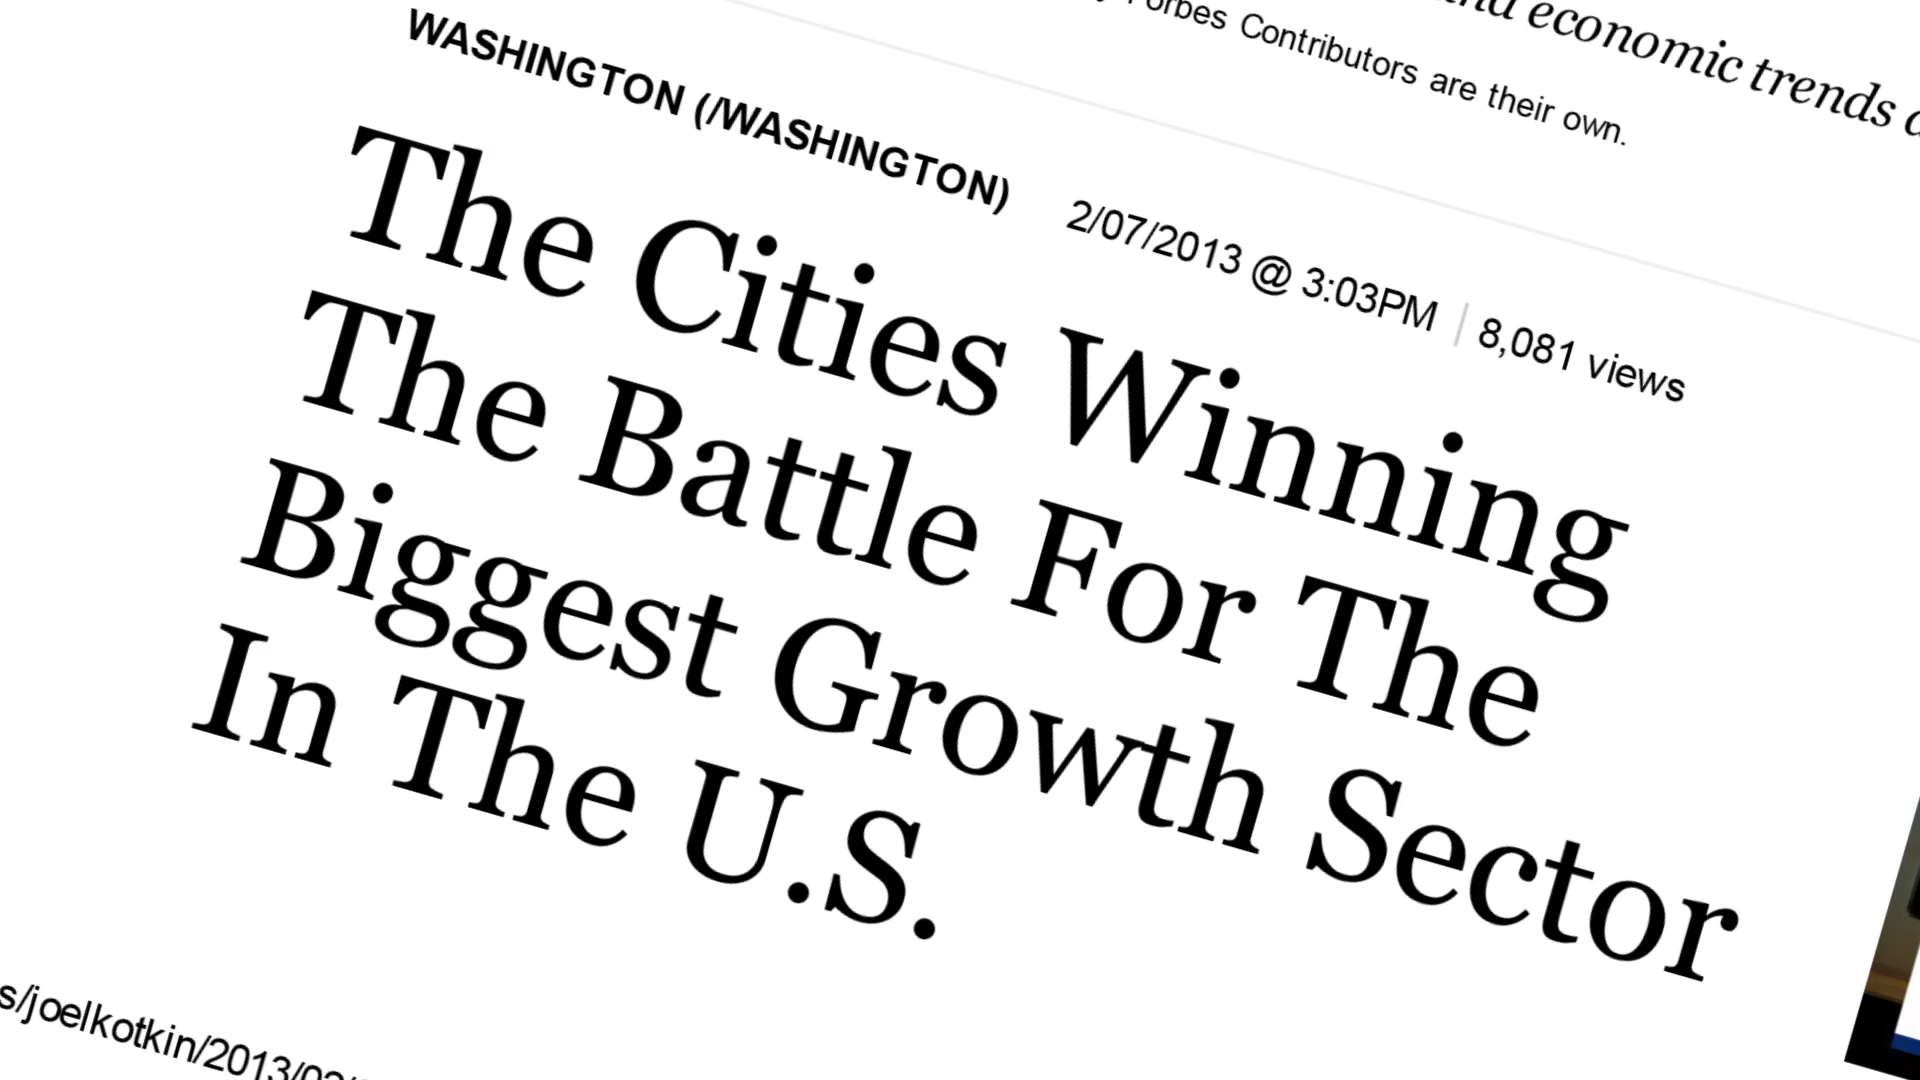 and economic trends
Forbes Contributors are their own.
WASHINGTON (/WASHINGTON)
2/07/2013 @ 3:03PM | 8,081 views
The Cities Winning
The Battle For The
Biggest Growth Sector
In The U.S.
s/joelkotkin/2013/02/